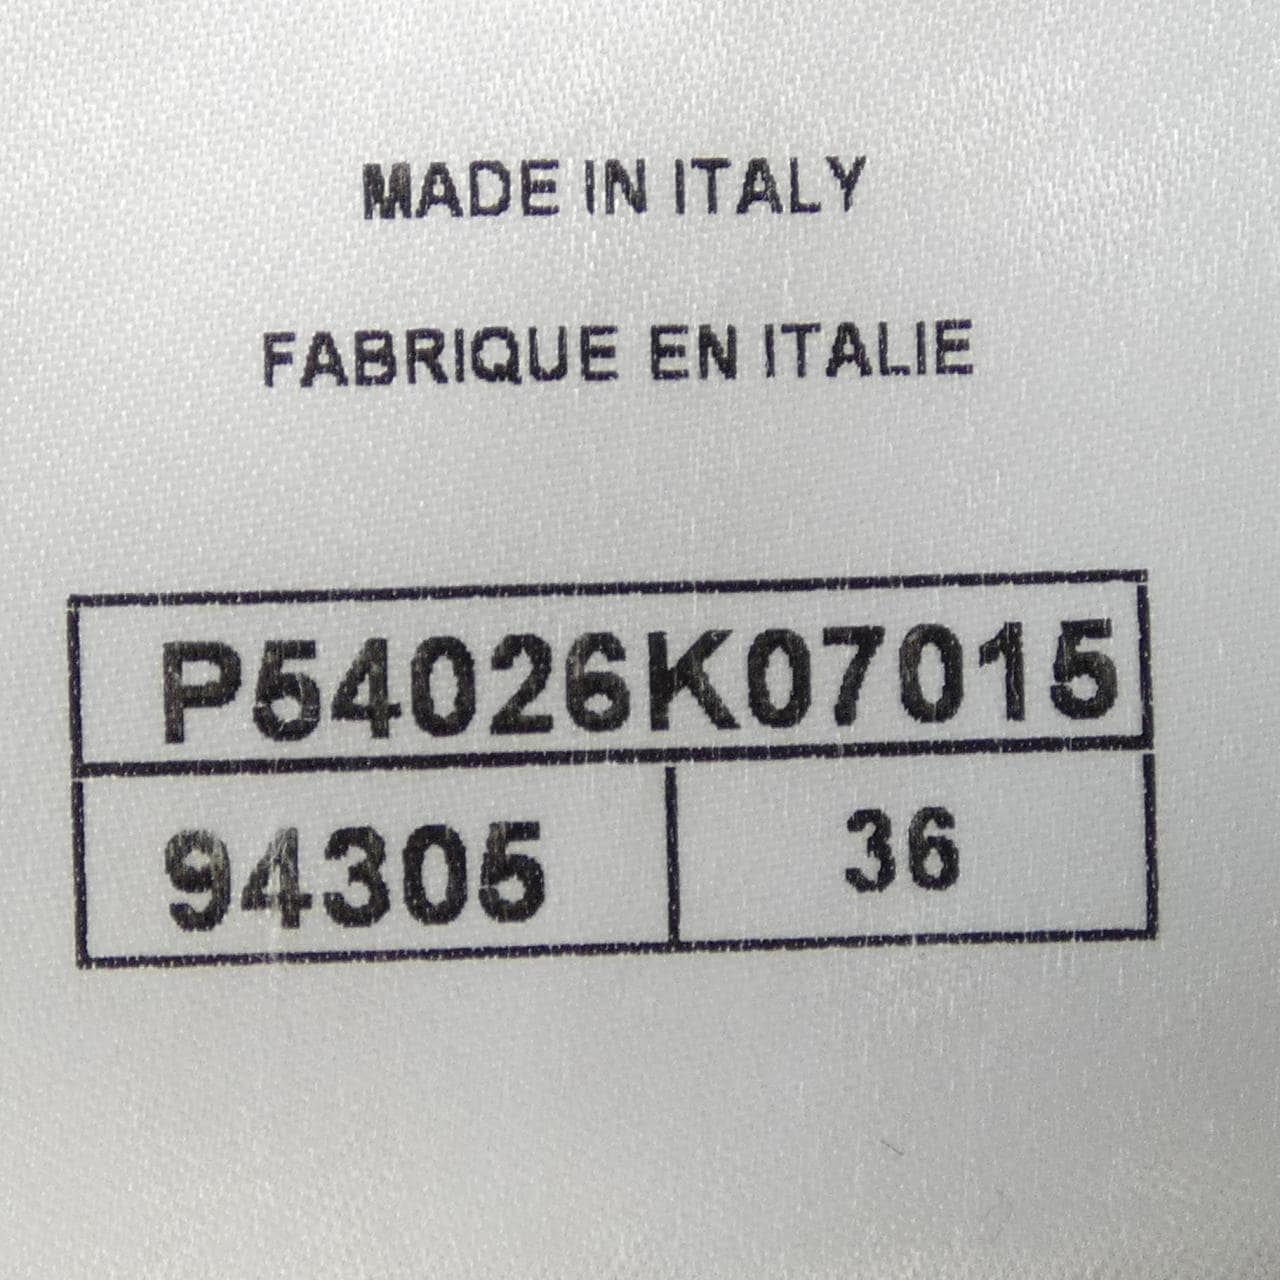 MADE IN ITALY
FABRIQUE EN ITALIE
P54026K07015
94305 36